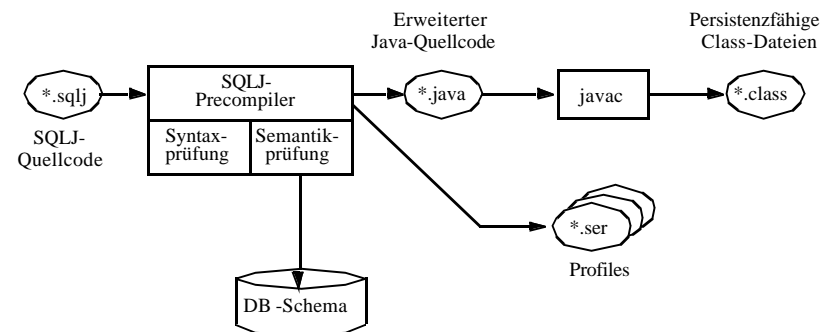 Erweiterter
Java-Quellcode
Persistenzfähige
Class-Dateien
*.sqlj
SQLJ-
Precompiler
*.java
javac
*.class
SQLJ-
Quellcode
Syntax-
prüfung
Semantik-
prüfung
*.ser
Profiles
DB -Schema